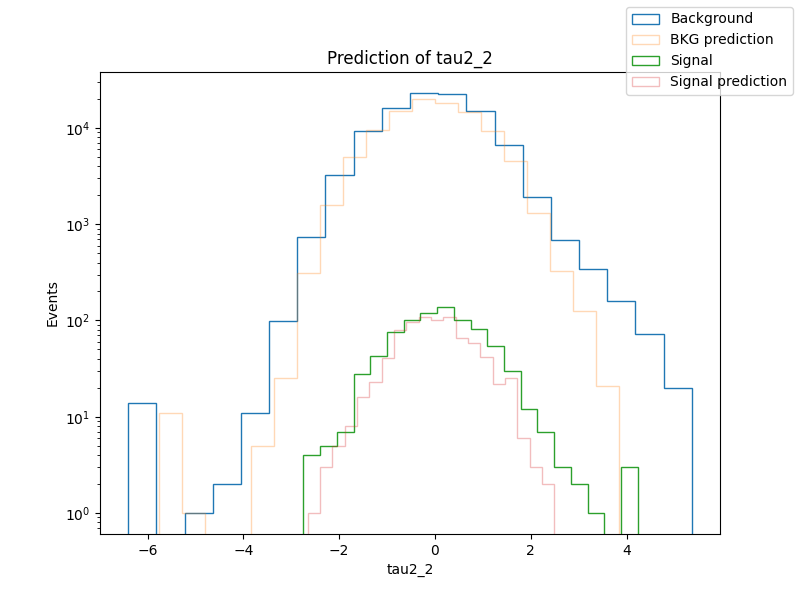 Prediction of tau2_2
Background
BKG prediction
Signal
Signal prediction
Events
10⁴
10³
10²
10¹
10⁰
−6
−4
−2
0
2
4
tau2_2